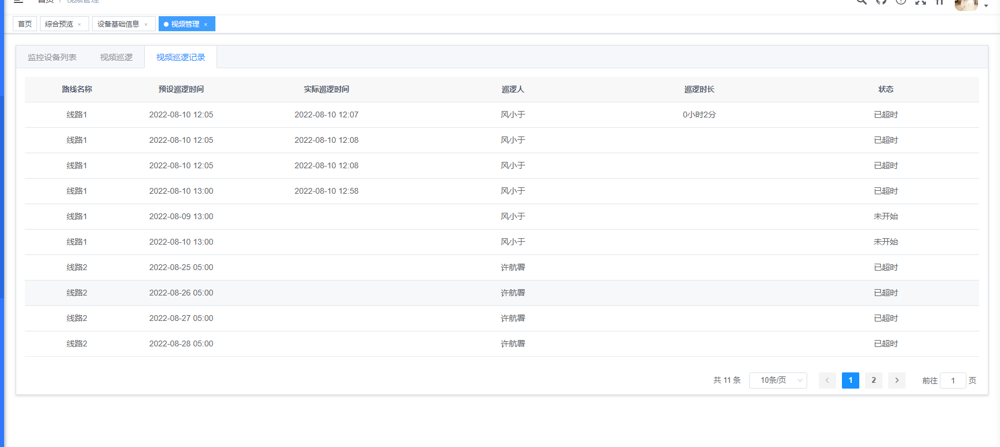 首页 / 视频管理
首页 综合预览 × 设备基础信息 × 视频管理 ×
监控设备列表 视频巡逻 视频巡逻记录
路线名称 预设巡逻时间 实际巡逻时间 巡逻人 巡逻时长 状态
线路1 2022-08-10 12:05 2022-08-10 12:07 风小于 0小时2分 已超时
线路1 2022-08-10 12:05 2022-08-10 12:08 风小于 已超时
线路1 2022-08-10 12:05 2022-08-10 12:08 风小于 已超时
线路1 2022-08-10 13:00 2022-08-10 12:58 风小于 已超时
线路1 2022-08-09 13:00 风小于 未开始
线路1 2022-08-10 13:00 风小于 未开始
线路2 2022-08-25 05:00 许航署 已超时
线路2 2022-08-26 05:00 许航署 已超时
线路2 2022-08-27 05:00 许航署 已超时
线路2 2022-08-28 05:00 许航署 已超时
共 11 条 10条/页 1 2 前往 1 页